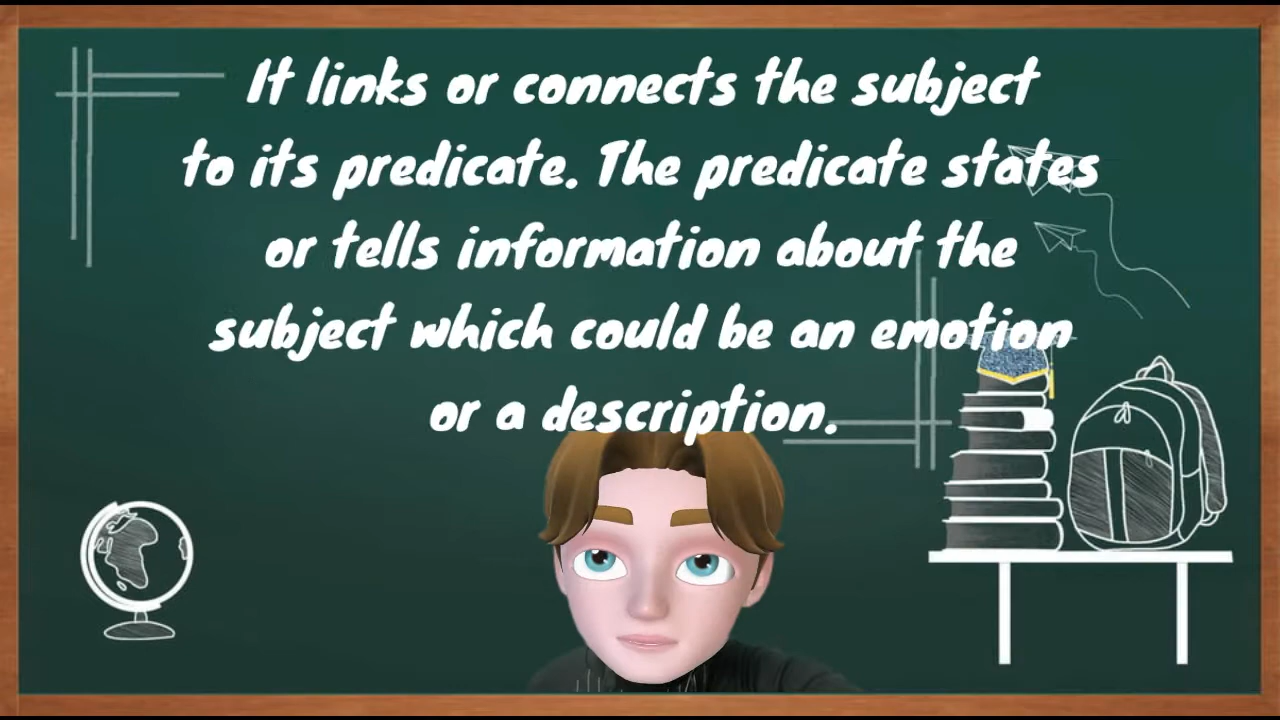 It links or connects the subject
to its predicate. The predicate states
or tells information about the
subject which could be an emotion
or a description.